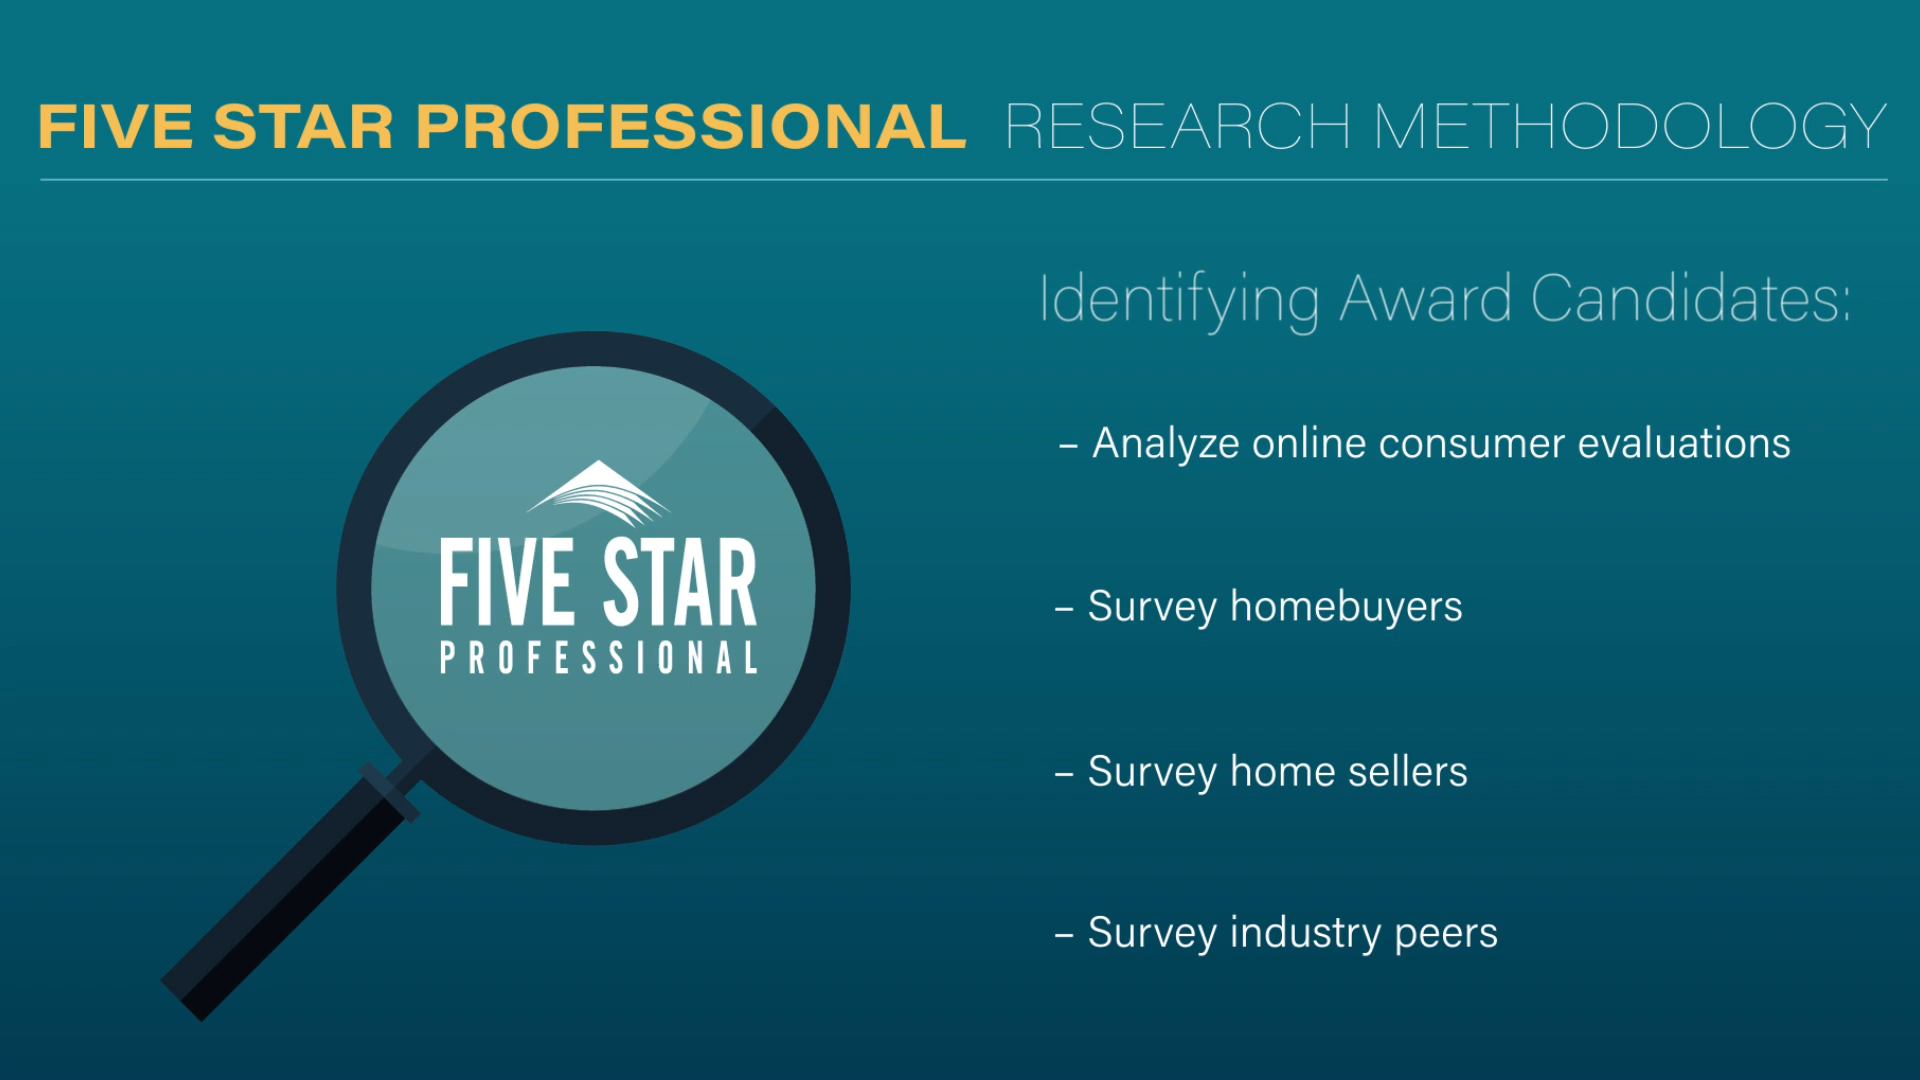 FIVE STAR PROFESSIONAL RESEARCH METHODOLOGY
Identifying Award Candidates:
– Analyze online consumer evaluations
– Survey homebuyers
– Survey home sellers
– Survey industry peers
FIVE STAR
PROFESSIONAL